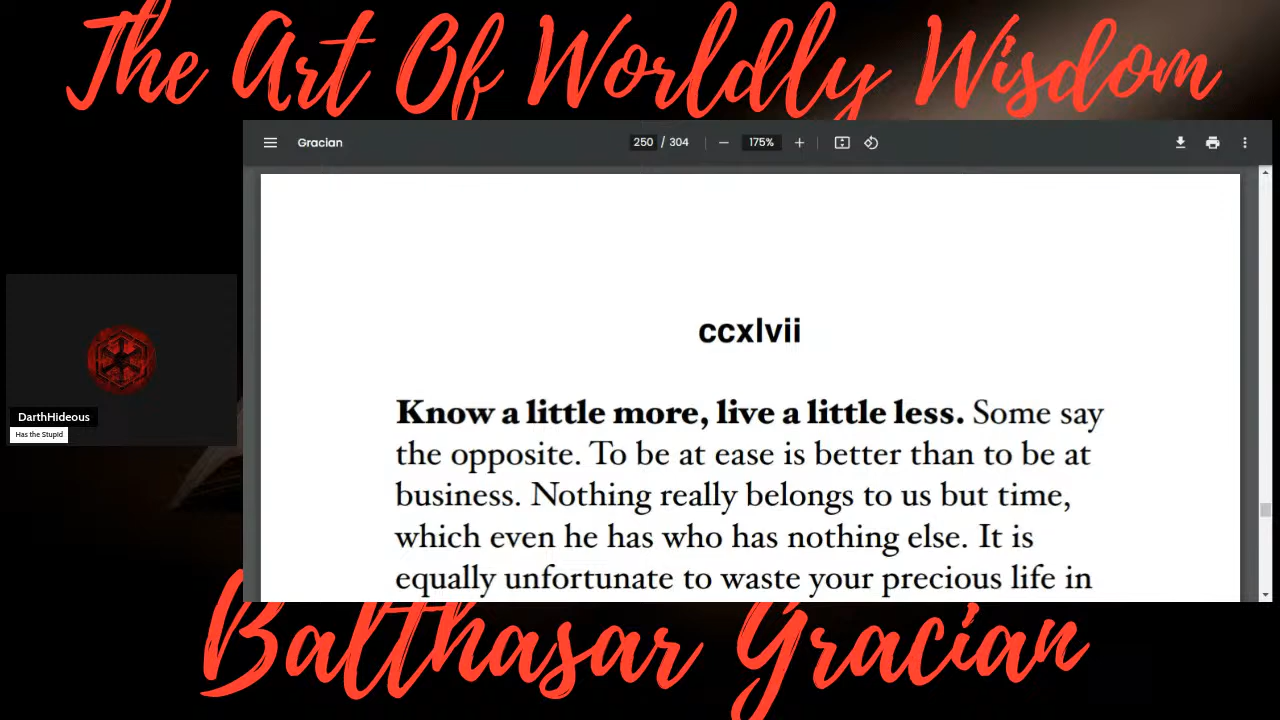 The Art Of Worldly Wisdom
Gracian
250 / 304
175%
ccxlvii
Know a little more, live a little less. Some say
the opposite. To be at ease is better than to be at
business. Nothing really belongs to us but time,
which even he has who has nothing else. It is
equally unfortunate to waste your precious life in
DarthHideous
Has the Stupid
Balthasar Gracian